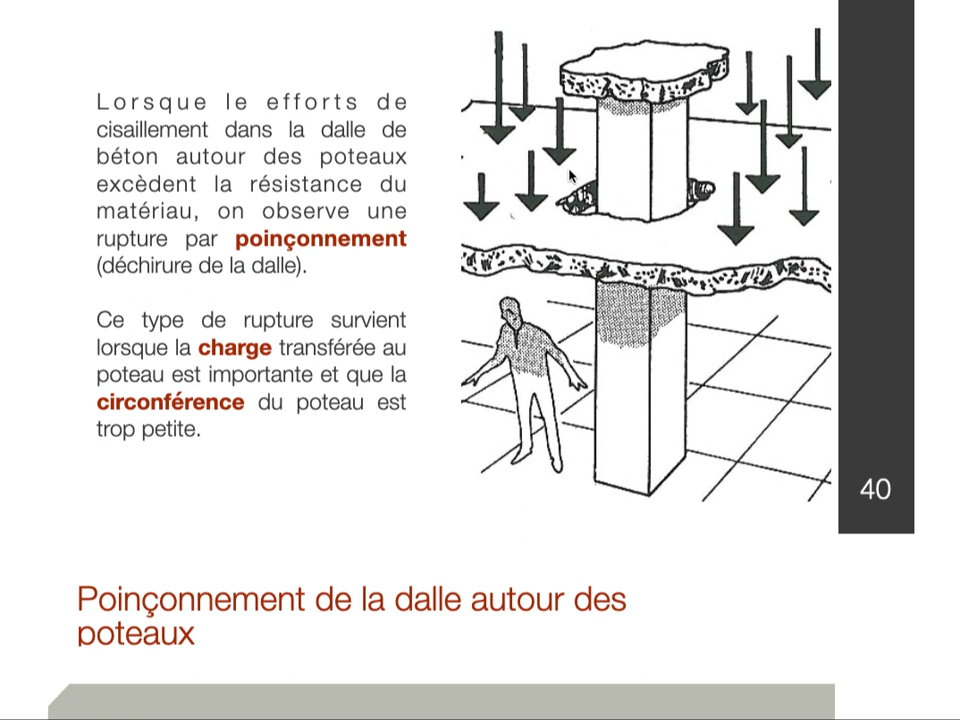 Lorsque le efforts de
cisaillement dans la dalle de
béton autour des poteaux
excèdent la résistance du
matériau, on observe une
rupture par poinçonnement
(déchirure de la dalle).
Ce type de rupture survient
lorsque la charge transférée au
poteau est importante et que la
circonférence du poteau est
trop petite.
40
Poinçonnement de la dalle autour des
poteaux